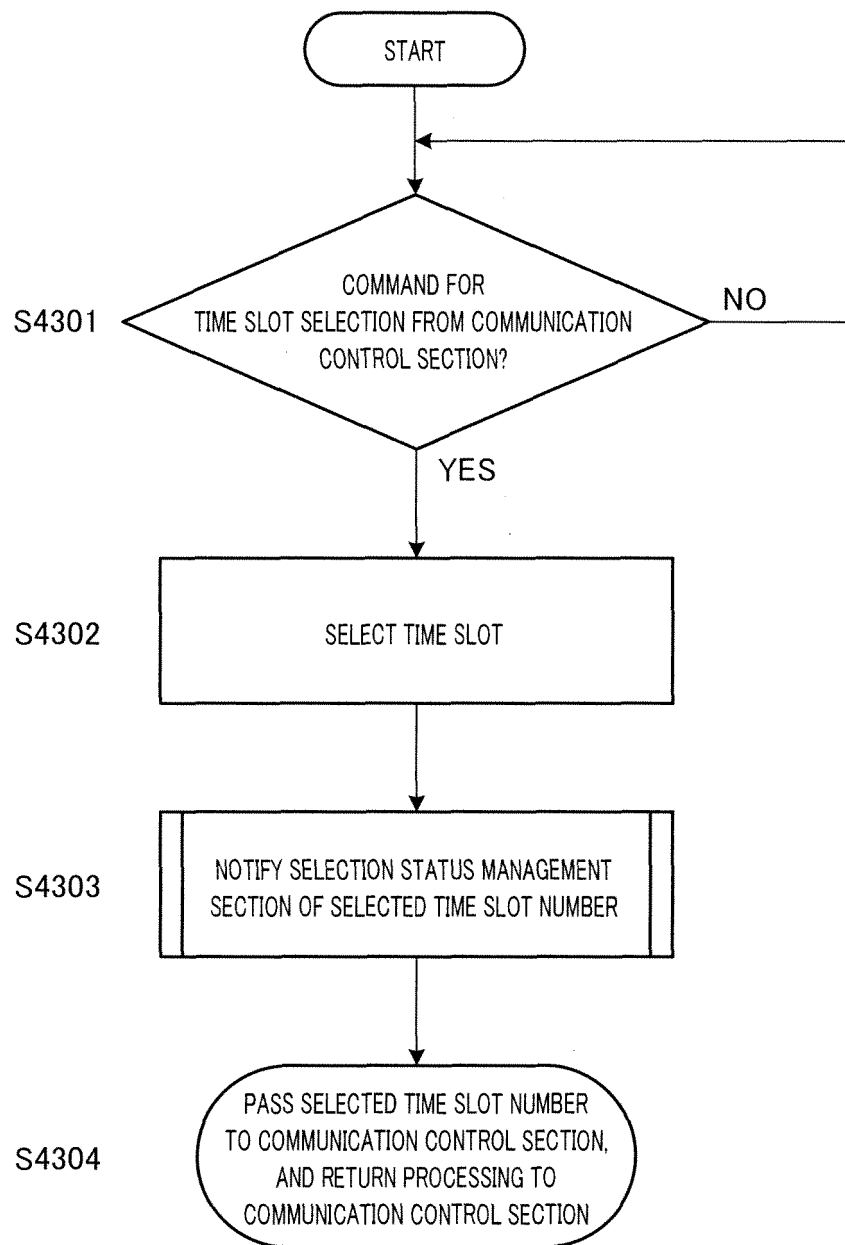 START
S4301
COMMAND FOR
TIME SLOT SELECTION FROM COMMUNICATION
CONTROL SECTION?
NO
YES
S4302
SELECT TIME SLOT
S4303
NOTIFY SELECTION STATUS MANAGEMENT
SECTION OF SELECTED TIME SLOT NUMBER
S4304
PASS SELECTED TIME SLOT NUMBER
TO COMMUNICATION CONTROL SECTION,
AND RETURN PROCESSING TO
COMMUNICATION CONTROL SECTION